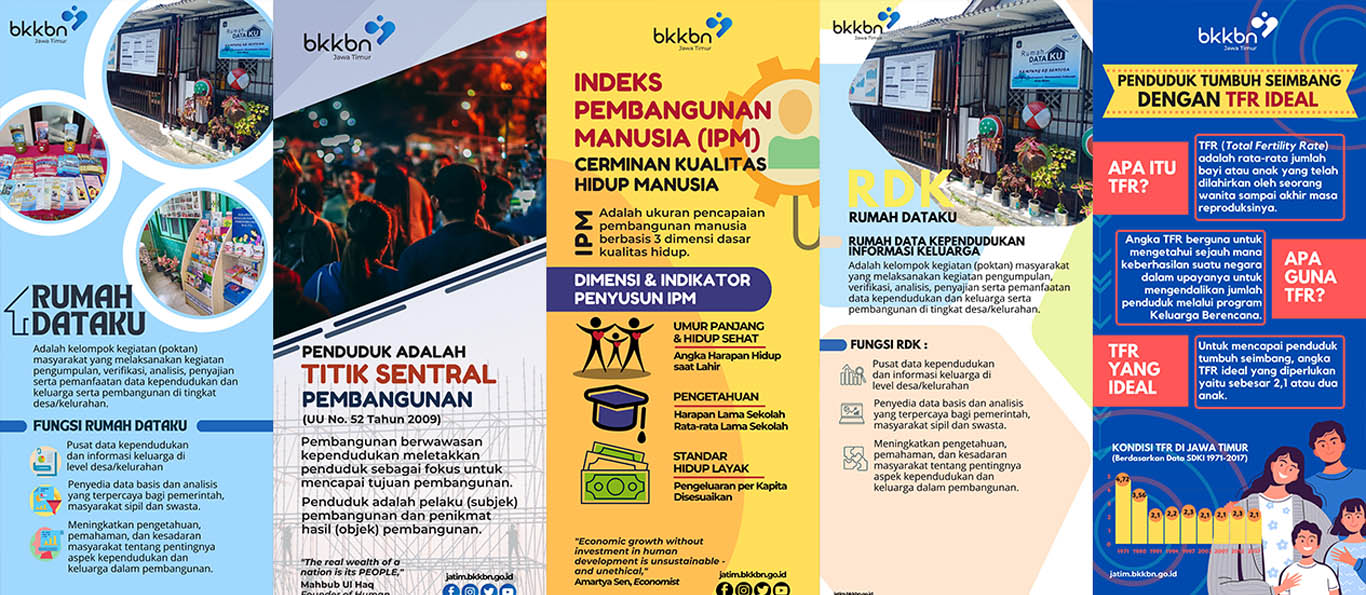 bkkbn
Jawa Timur
RUMAH
DATAKU
Adalah kelompok kegiatan (poktan)
masyarakat yang melaksanakan kegiatan
pengumpulan, verifikasi, analisis, penyajian
serta pemanfaatan data kependudukan dan
keluarga serta pembangunan di tingkat
desa/kelurahan.
FUNGSI RUMAH DATAKU
Pusat data kependudukan
dan informasi keluarga di
level desa/kelurahan
Penyedia data basis dan analisis
yang terpercaya bagi pemerintah,
masyarakat sipil dan swasta.
Meningkatkan pengetahuan,
pemahaman, dan kesadaran
masyarakat tentang pentingnya
aspek kependudukan dan
keluarga dalam pembangunan.
bkkbn
Jawa Timur
PENDUDUK ADALAH
TITIK SENTRAL
PEMBANGUNAN
(UU No. 52 Tahun 2009)
Pembangunan berwawasan
kependudukan meletakkan
penduduk sebagai fokus untuk
mencapai tujuan pembangunan.
Penduduk adalah pelaku (subjek)
pembangunan dan penikmat
hasil (objek) pembangunan.
"The real wealth of a
nation is its PEOPLE,"
Mahbub Ul Haq
Founder of Human
jatim.bkkbn.go.id
bkkbn
Jawa Timur
INDEKS
PEMBANGUNAN
MANUSIA (IPM)
CERMINAN KUALITAS
HIDUP MANUSIA
IPM
Adalah ukuran pencapaian
pembangunan manusia
berbasis 3 dimensi dasar
kualitas hidup.
DIMENSI & INDIKATOR
PENYUSUN IPM
UMUR PANJANG
& HIDUP SEHAT
Angka Harapan Hidup
saat Lahir
PENGETAHUAN
Harapan Lama Sekolah
Rata-rata Lama Sekolah
STANDAR
HIDUP LAYAK
Pengeluaran per Kapita
Disesuaikan
"Economic growth without
investment in human
development is unsustainable -
and unethical,"
Amartya Sen, Economist
jatim.bkkbn.go.id
bkkbn
Jawa Timur
Rumah
DATAKU
RDK
RUMAH DATAKU
RUMAH DATA KEPENDUDUKAN
INFORMASI KELUARGA
Adalah kelompok kegiatan (poktan) masyarakat
yang melaksanakan kegiatan pengumpulan,
verifikasi, analisis, penyajian serta pemanfaatan
data kependudukan dan keluarga serta
pembangunan di tingkat desa/kelurahan.
FUNGSI RDK :
Pusat data kependudukan
dan informasi keluarga di
level desa/kelurahan
Penyedia data basis dan analisis
yang terpercaya bagi pemerintah,
masyarakat sipil dan swasta.
Meningkatkan pengetahuan,
pemahaman, dan kesadaran
masyarakat tentang pentingnya
aspek kependudukan dan
keluarga dalam pembangunan.
jatim.bkkbn.go.id
bkkbn
Jawa Timur
PENDUDUK TUMBUH SEIMBANG
DENGAN TFR IDEAL
APA ITU
TFR?
TFR (Total Fertility Rate)
adalah rata-rata jumlah
bayi atau anak yang telah
dilahirkan oleh seorang
wanita sampai akhir masa
reproduksinya.
Angka TFR berguna untuk
mengetahui sejauh mana
keberhasilan suatu negara
dalam upayanya untuk
mengendalikan jumlah
penduduk melalui program
Keluarga Berencana.
APA
GUNA
TFR?
TFR
YANG
IDEAL
Untuk mencapai penduduk
tumbuh seimbang, angka
TFR ideal yang diperlukan
yaitu sebesar 2,1 atau dua
anak.
KONDISI TFR DI JAWA TIMUR
(Berdasarkan Data SDKI 1971-2017)
4,72
3,56
2,1 2,2 2,3 2,1 2,1 2,3 2,1
1971 1980 1991
jatim.bkkbn.go.id